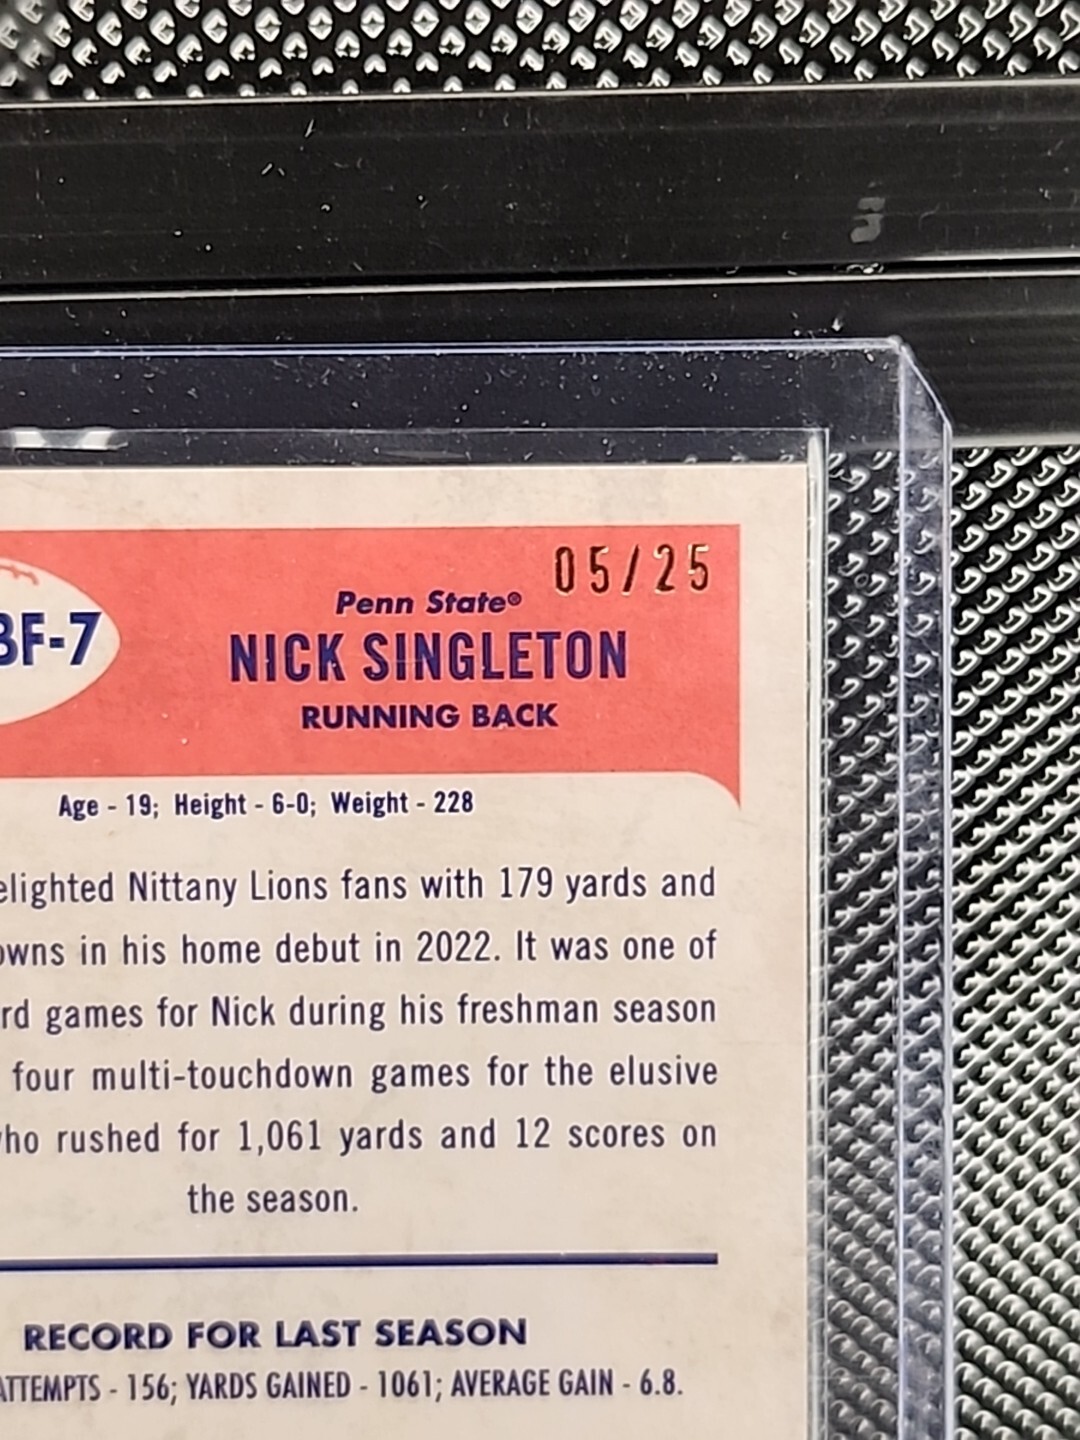 05/25
Penn State®
BF-7
NICK SINGLETON
RUNNING BACK
Age - 19; Height - 6-0; Weight - 228
elighted Nittany Lions fans with 179 yards and
owns in his home debut in 2022. It was one of
rd games for Nick during his freshman season
four multi-touchdown games for the elusive
who rushed for 1,061 yards and 12 scores on
the season.
RECORD FOR LAST SEASON
ATTEMPTS - 156; YARDS GAINED - 1061; AVERAGE GAIN - 6.8.